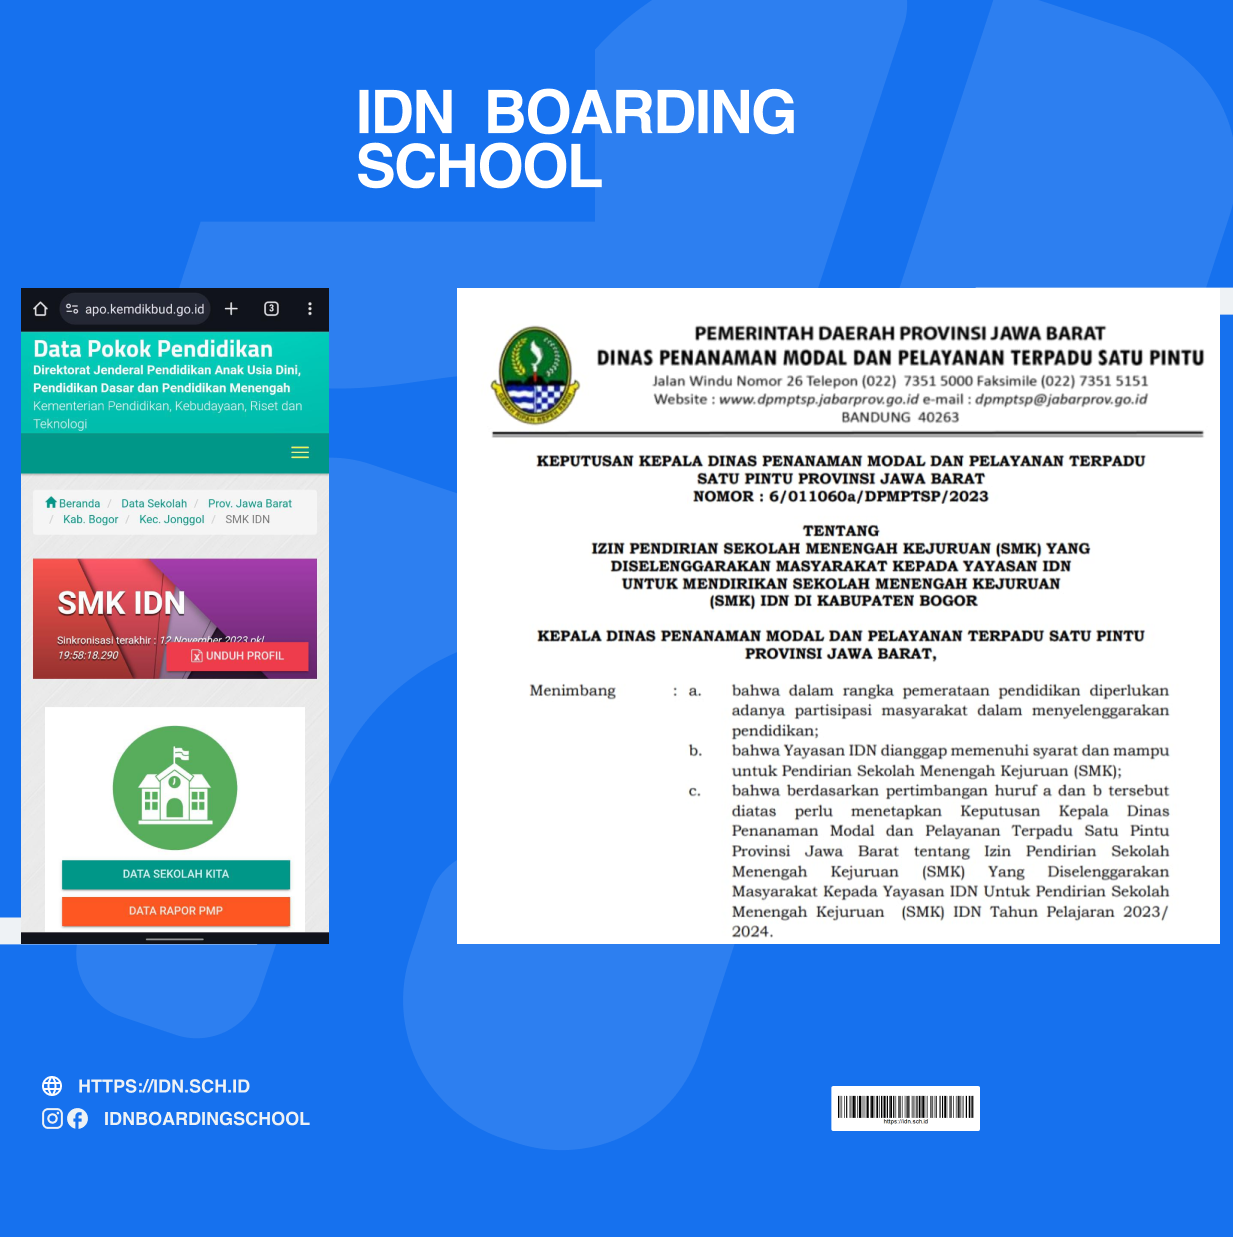 IDN BOARDING
SCHOOL
apo.kemdikbud.go.id
3
Data Pokok Pendidikan
Direktorat Jenderal Pendidikan Anak Usia Dini,
Pendidikan Dasar dan Pendidikan Menengah
Kementerian Pendidikan, Kebudayaan, Riset dan
Teknologi
Beranda / Data Sekolah / Prov. Jawa Barat
/ Kab. Bogor / Kec. Jonggol / SMK IDN
SMK IDN
Sinkronisasi terakhir : 12 November 2023 pkl
19:58:18.290
UNDUH PROFIL
DATA SEKOLAH KITA
DATA RAPOR PMP
PEMERINTAH DAERAH PROVINSI JAWA BARAT
DINAS PENANAMAN MODAL DAN PELAYANAN TERPADU SATU PINTU
Jalan Windu Nomor 26 Telepon (022) 7351 5000 Faksimile (022) 7351 5151
Website : www.dpmptsp.jabarprov.go.id e-mail : dpmptsp@jabarprov.go.id
BANDUNG 40263
KEPUTUSAN KEPALA DINAS PENANAMAN MODAL DAN PELAYANAN TERPADU
SATU PINTU PROVINSI JAWA BARAT
NOMOR : 6/011060a/DPMPTSP/2023
TENTANG
IZIN PENDIRIAN SEKOLAH MENENGAH KEJURUAN (SMK) YANG
DISELENGGARAKAN MASYARAKAT KEPADA YAYASAN IDN
UNTUK MENDIRIKAN SEKOLAH MENENGAH KEJURUAN
(SMK) IDN DI KABUPATEN BOGOR
KEPALA DINAS PENANAMAN MODAL DAN PELAYANAN TERPADU SATU PINTU
PROVINSI JAWA BARAT,
Menimbang : a. bahwa dalam rangka pemerataan pendidikan diperlukan
adanya partisipasi masyarakat dalam menyelenggarakan
pendidikan;
b. bahwa Yayasan IDN dianggap memenuhi syarat dan mampu
untuk Pendirian Sekolah Menengah Kejuruan (SMK);
c. bahwa berdasarkan pertimbangan huruf a dan b tersebut
diatas perlu menetapkan Keputusan Kepala Dinas
Penanaman Modal dan Pelayanan Terpadu Satu Pintu
Provinsi Jawa Barat tentang Izin Pendirian Sekolah
Menengah Kejuruan (SMK) Yang Diselenggarakan
Masyarakat Kepada Yayasan IDN Untuk Pendirian Sekolah
Menengah Kejuruan (SMK) IDN Tahun Pelajaran 2023/
2024.
HTTPS://IDN.SCH.ID
IDNBOARDINGSCHOOL
https://idn.sch.id